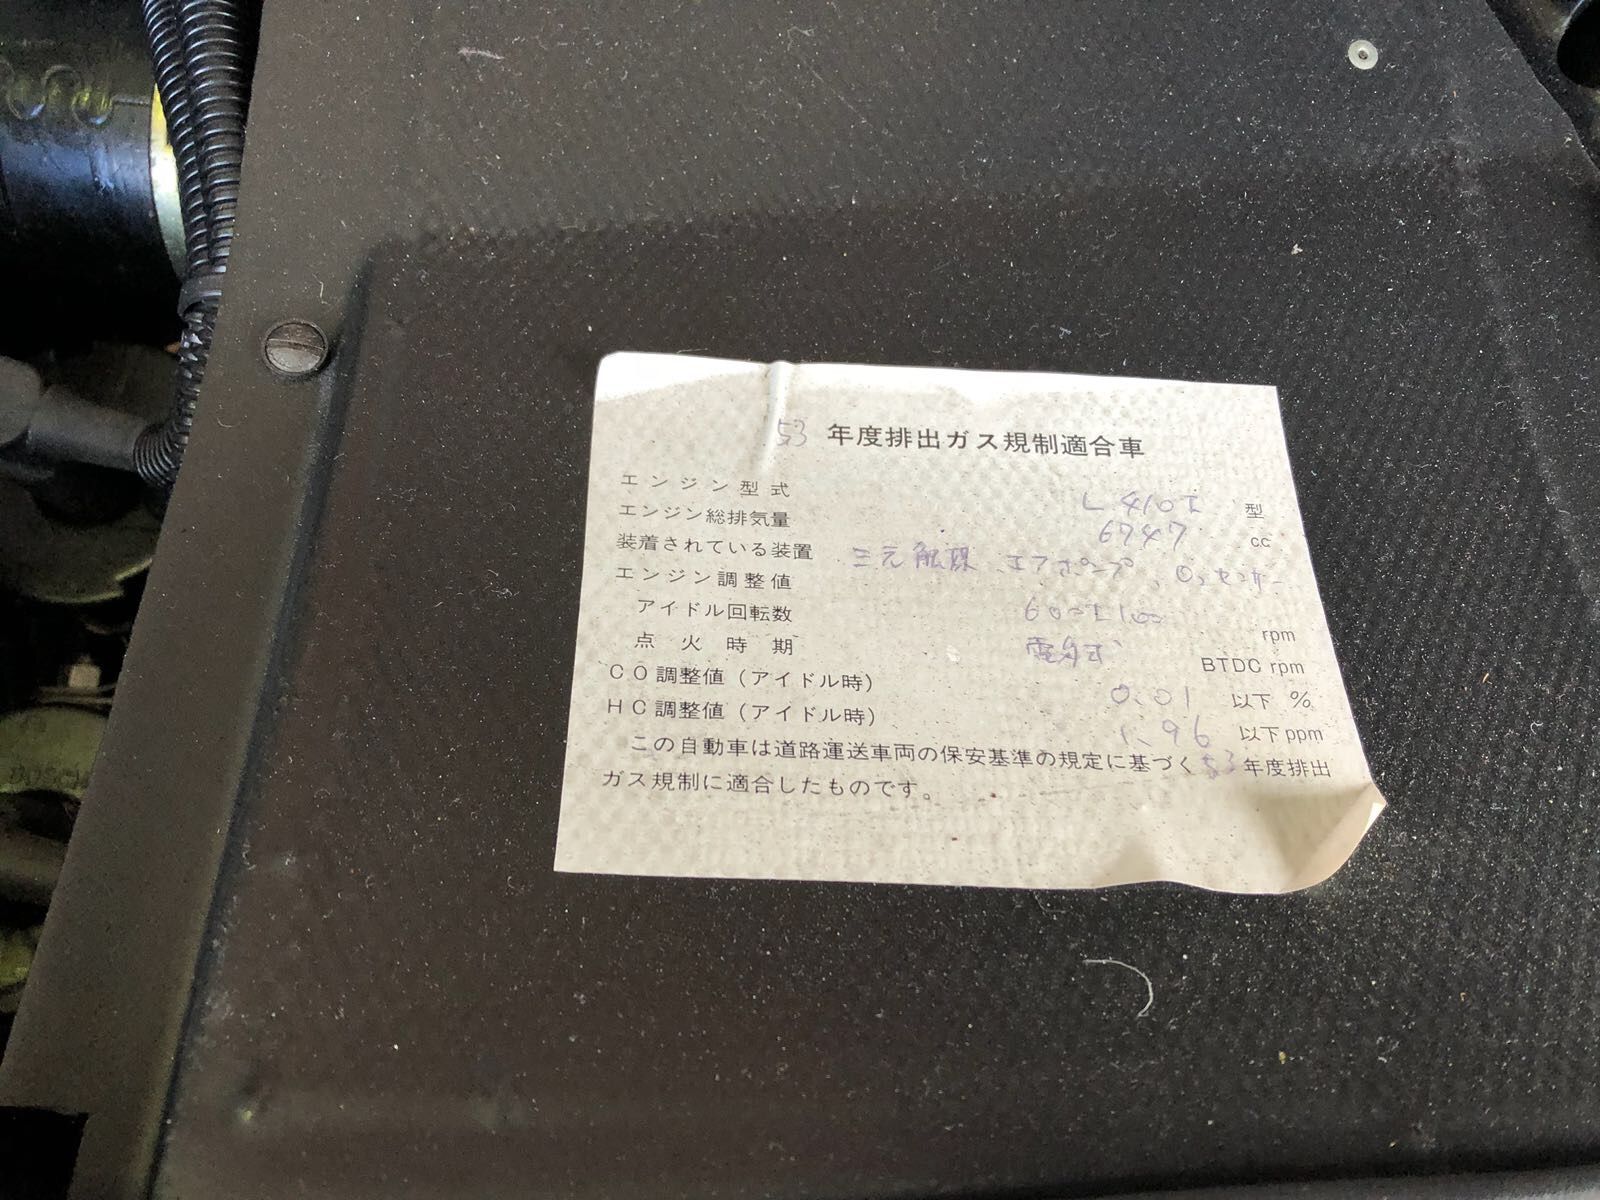 53 年度排出ガス規制適合車
エンジン型式 L410I 型
エンジン総排気量 6747 cc
装着されている装置 三元触媒、エアポンプ、O₂センサー
エンジン調整値
アイドル回転数 600±100 rpm
点火時期 電気式 BTDC rpm
CO調整値(アイドル時) 0.01 以下 %
HC調整値(アイドル時) 1.96 以下 ppm
この自動車は道路運送車両の保安基準の規定に基づく53年度排出
ガス規制に適合したものです。
BOSCH